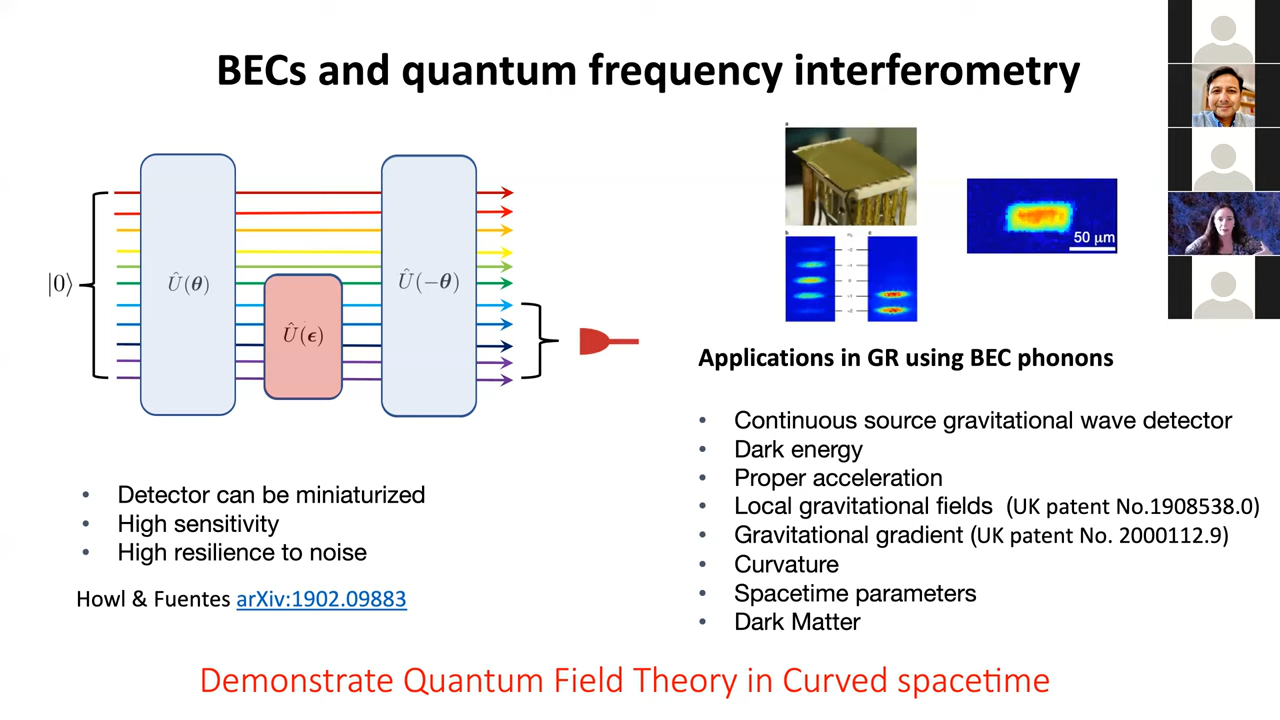 BECs and quantum frequency interferometry
|0⟩
Û(θ)
Û(ϵ)
Û(−θ)
50 μm
Detector can be miniaturized
High sensitivity
High resilience to noise
Howl & Fuentes arXiv:1902.09883
Applications in GR using BEC phonons
Continuous source gravitational wave detector
Dark energy
Proper acceleration
Local gravitational fields (UK patent No.1908538.0)
Gravitational gradient (UK patent No. 2000112.9)
Curvature
Spacetime parameters
Dark Matter
Demonstrate Quantum Field Theory in Curved spacetime